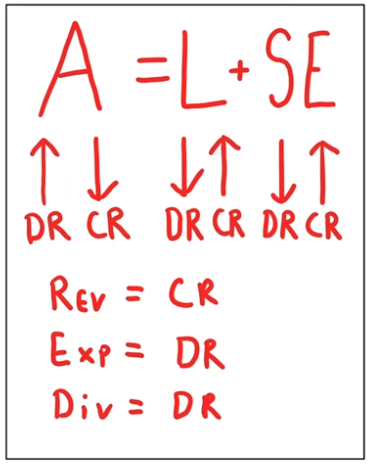 A = L + SE
↑ ↓ ↓ ↑ ↓ ↑
DR CR DR CR DR CR
REV = CR
Exp = DR
Div = DR